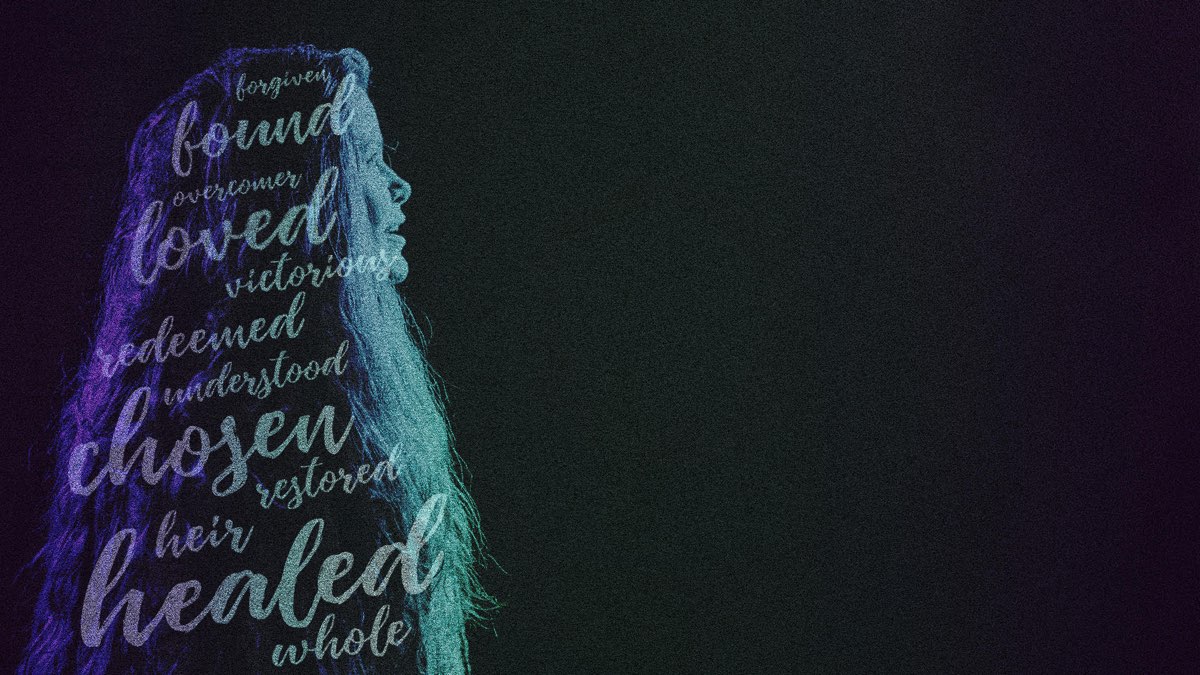 forgiven
found
overcomer
loved
victorious
redeemed
understood
chosen
restored
heir
healed
whole